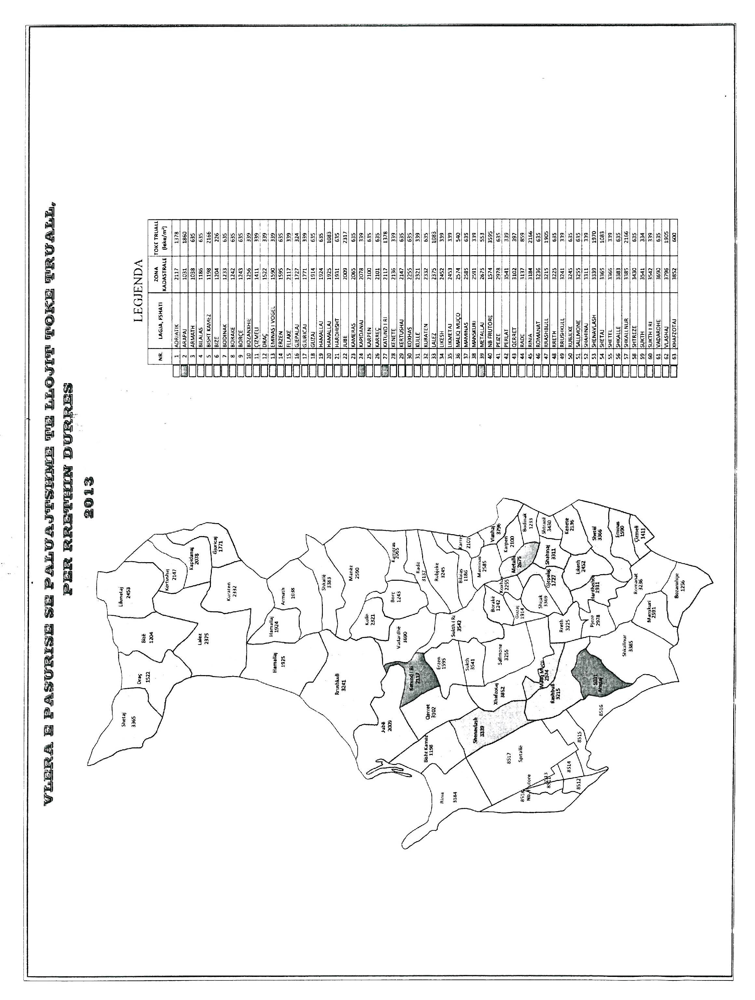 VLERA E PASURISE SE PALUAJTSHME TE LLOJIT TOKE TRUALL,
PER RRETHIN DURRES
2013
LEGJENDA
NR. LAGJA, FSHATI ZONA KADASTRALE TOKE TRUALL (leke/m²)
1 ADRIATIK 2117 1378
2 ARAPAJ 1031 1860
3 ARMATH 1038 635
4 BILALAS 1186 635
5 BISHT KAMEZ 1198 2166
6 BIZE 1204 226
7 BODINAK 1233 635
8 BORAKE 1242 635
9 BORÇE 1243 635
10 BOZANXHIE 1256 339
11 ÇIZMELI 1411 339
12 DRAÇ 1522 339
13 EMINAS I VOGEL 1590 339
14 ERZEN 1595 635
15 FLLAKE 2117 339
16 GJEPALAJ 1727 324
17 GJURICAJ 1771 339
18 GUZAJ 1914 635
19 HAMALLAJ 1924 635
20 HAMALLAJ 1925 1083
21 HARDHISHT 1931 635
22 JUBE 2009 2317
23 KAMERAS 2065 635
24 KAPIDANAJ 2078 339
25 KARPEN 2100 635
26 KARREÇ 2101 635
27 KATUND I RI 2117 1378
28 KENETE 2136 339
29 KERTUSHAJ 2147 635
30 KOXHAS 2255 635
31 KULLE 2321 339
32 KURATEN 2332 635
33 LALEZ 2375 1083
34 LIKESH 2452 339
35 LIKMETAJ 2453 339
36 MALIQ MUÇO 2574 540
37 MAMINAS 2585 635
38 MANSKURI 2591 339
39 METALLAJ 2675 553
40 NB FRUTORE 1574 3595
41 PEJZE 2978 635
42 PERLAT 3541 339
43 QERRET 3102 397
44 RADE 3137 859
45 RINIA 3184 2166
46 ROMANAT 3236 635
47 RRASHBULL 3215 1905
48 RRETH 3225 635
49 RRUSHKULL 3241 339
50 RUBJEKE 3245 635
51 SALLMONE 3255 635
52 SHAHINAJ 3311 339
53 SHENAVLASH 3339 1970
54 SHETAJ 3365 1083
55 SHETEL 3366 339
56 SHKALLE 3383 635
57 SHKALLNUR 3385 2166
58 SHTREZE 3430 635
59 SUKTH 3541 334
60 SUKTH I RI 3542 339
61 VADARDHE 3690 635
62 VLASHAJ 3796 1905
63 XHAFZOTAJ 3852 600
Shetaj
3365
Draç
1522
Bizë
1204
Likmetaj
2453
Kërtushaj
2147
Kapidanaj
2078
Gjuricaj
1771
Lalez
2375
Kuraten
2332
Hamallaj
1925
Hamallaj
1924
Armath
1038
Rrushkull
3241
Shkallë
3383
Manëz
2590
Jubë
2009
Kullë
2321
Vadardhë
3690
Borç
1243
Kameras
2065
Katund i Ri
2117
Radë
3137
Bisht Kamëz
1198
Qerret
3102
Erzen
1595
Rubjeke
3245
Rinia
3184
Sukth i Ri
3542
Sukth
3541
Bilalas
1186
Karreç
2101
Maminas
2585
Shenavlash
3339
Xhafzotaj
3852
Sallmone
3255
Borakë
1242
Koxhas
2255
Vlashaj
3796
Karpen
2100
Metallë
2675
Guzaj
1914
Bodinak
1233
8517
Spitallë
8518
Nb. Frutore
Maliq Muço
2574
Shijak
3369
Gjepalaj
1727
Shahinaj
3311
Shtrazë
3430
8513
8511
Rashbull
3215
Rreth
3225
Kenete
2136
8514
8512
8515
Likesh
2452
1031
Arapaj
Pjezë
2978
Hardhishtë
1931
Shetël
3366
8516
Eminas
1590
Shkallnur
3385
Romanat
3236
Çizmeli
1411
Manskuri
2591
Bozanxhije
1256